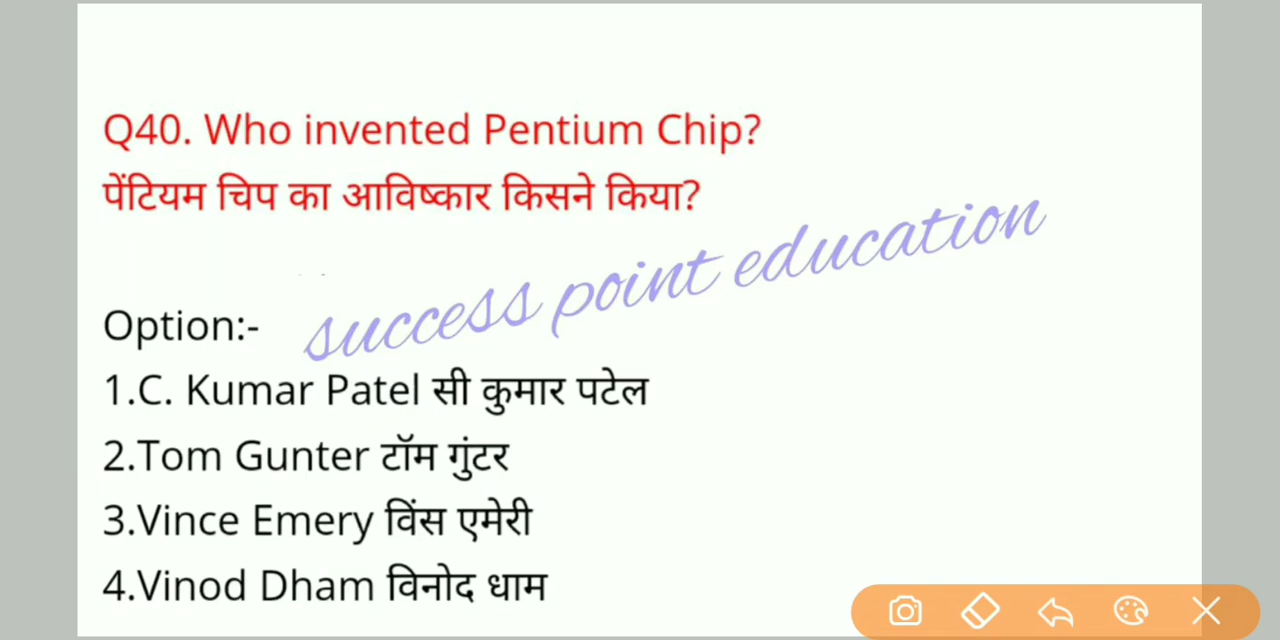 Q40. Who invented Pentium Chip?
पेंटियम चिप का आविष्कार किसने किया?
success point education
Option:-
1.C. Kumar Patel सी कुमार पटेल
2.Tom Gunter टॉम गुंटर
3.Vince Emery विंस एमेरी
4.Vinod Dham विनोद धाम